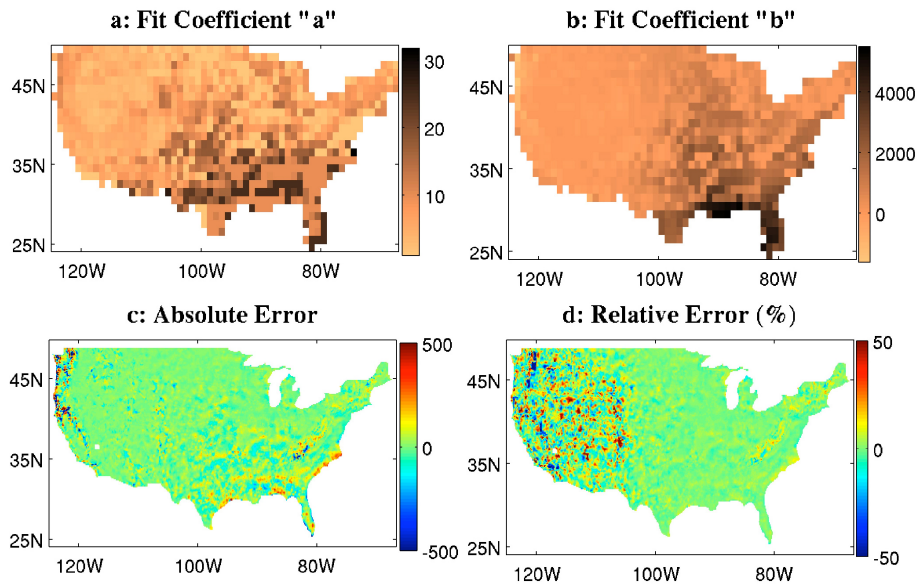 a: Fit Coefficient "a"
45N
35N
25N
120W 100W 80W
30
20
10
b: Fit Coefficient "b"
45N
35N
25N
120W 100W 80W
4000
2000
0
c: Absolute Error
45N
35N
25N
120W 100W 80W
500
0
-500
d: Relative Error (%)
45N
35N
25N
120W 100W 80W
50
0
-50